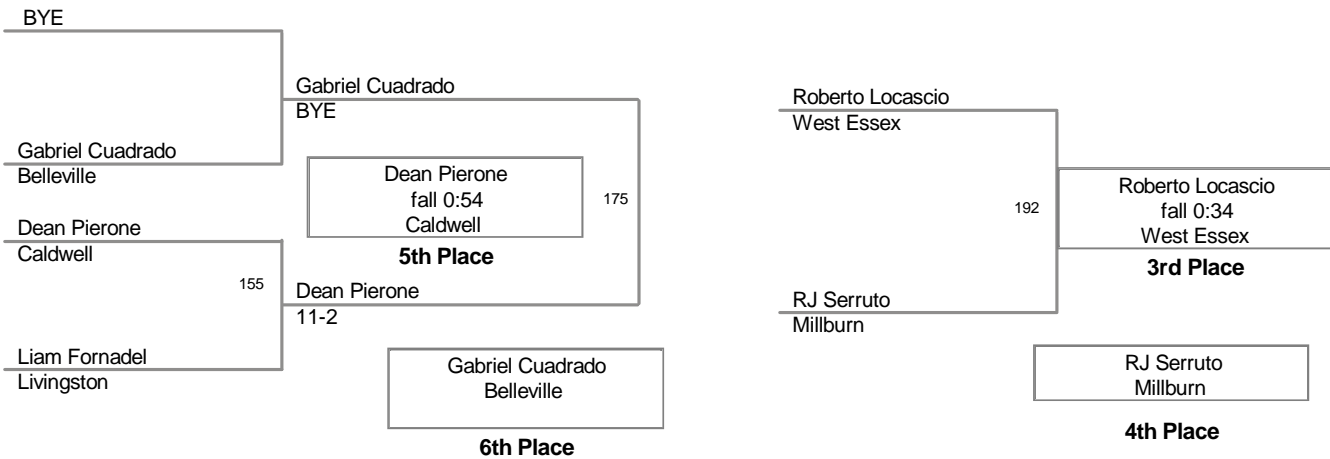 BYE
Gabriel Cuadrado
BYE
Gabriel Cuadrado
Belleville
Dean Pierone
fall 0:54
Caldwell
5th Place
175
Dean Pierone
Caldwell
155
Dean Pierone
11-2
Liam Fornadel
Livingston
Gabriel Cuadrado
Belleville
6th Place
Roberto Locascio
West Essex
192
Roberto Locascio
fall 0:34
West Essex
3rd Place
RJ Serruto
Millburn
RJ Serruto
Millburn
4th Place